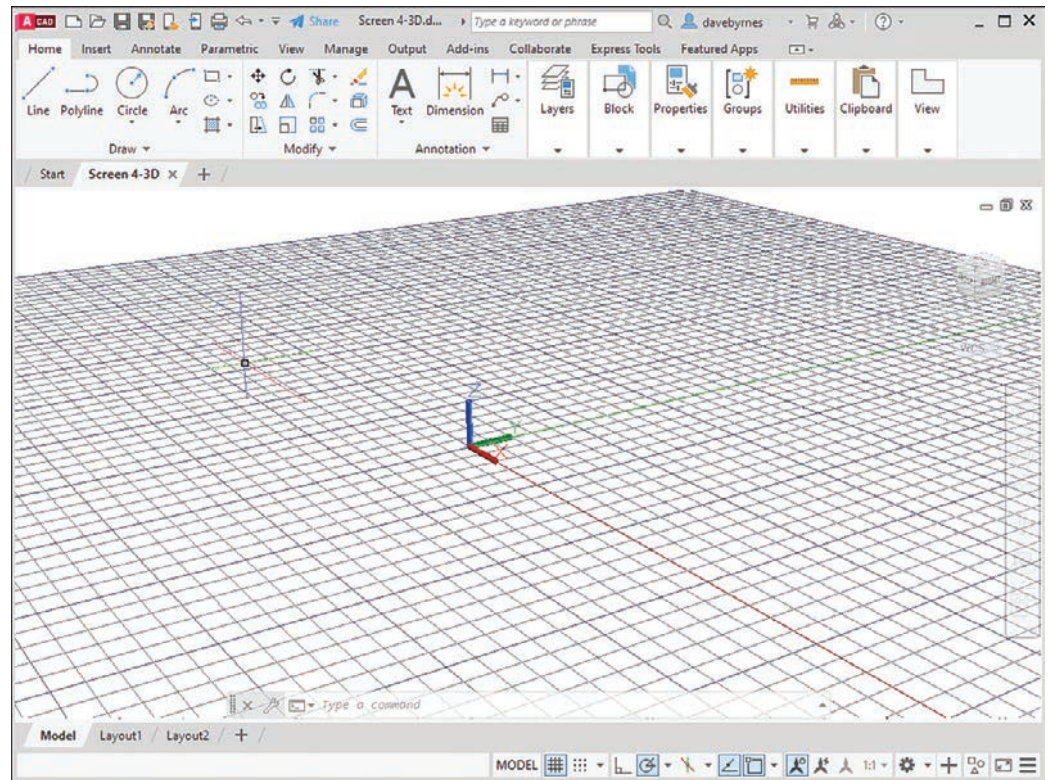 A CAD Share Screen 4-3D.d... Type a keyword or phrase davebyrnes
Home Insert Annotate Parametric View Manage Output Add-ins Collaborate Express Tools Featured Apps
Line Polyline Circle Arc Text Dimension Layers Block Properties Groups Utilities Clipboard View
Draw Modify Annotation
Start Screen 4-3D
Z
Y
X
Type a command
Model Layout1 Layout2
MODEL 1:1